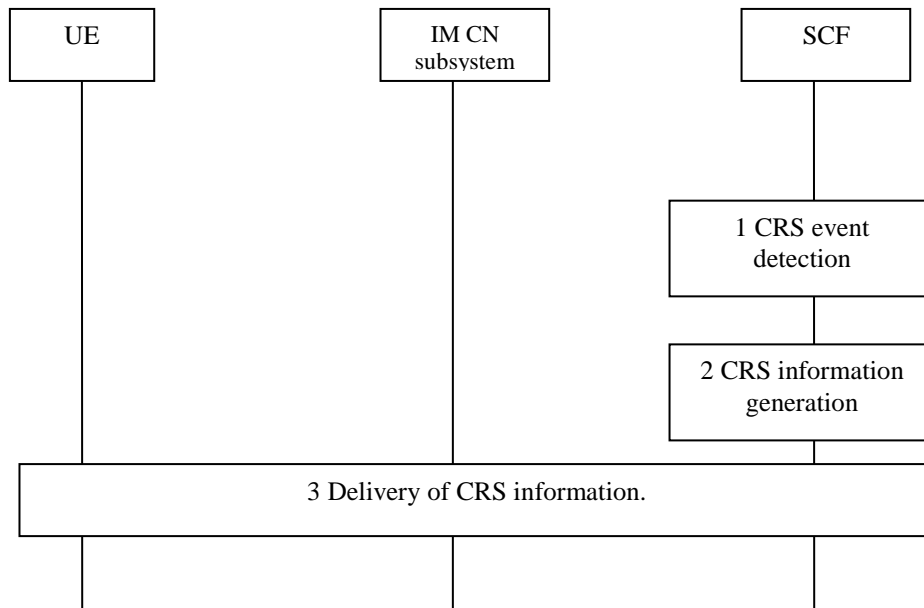 UE
IM CN
subsystem
SCF
1 CRS event
detection
2 CRS information
generation
3 Delivery of CRS information.